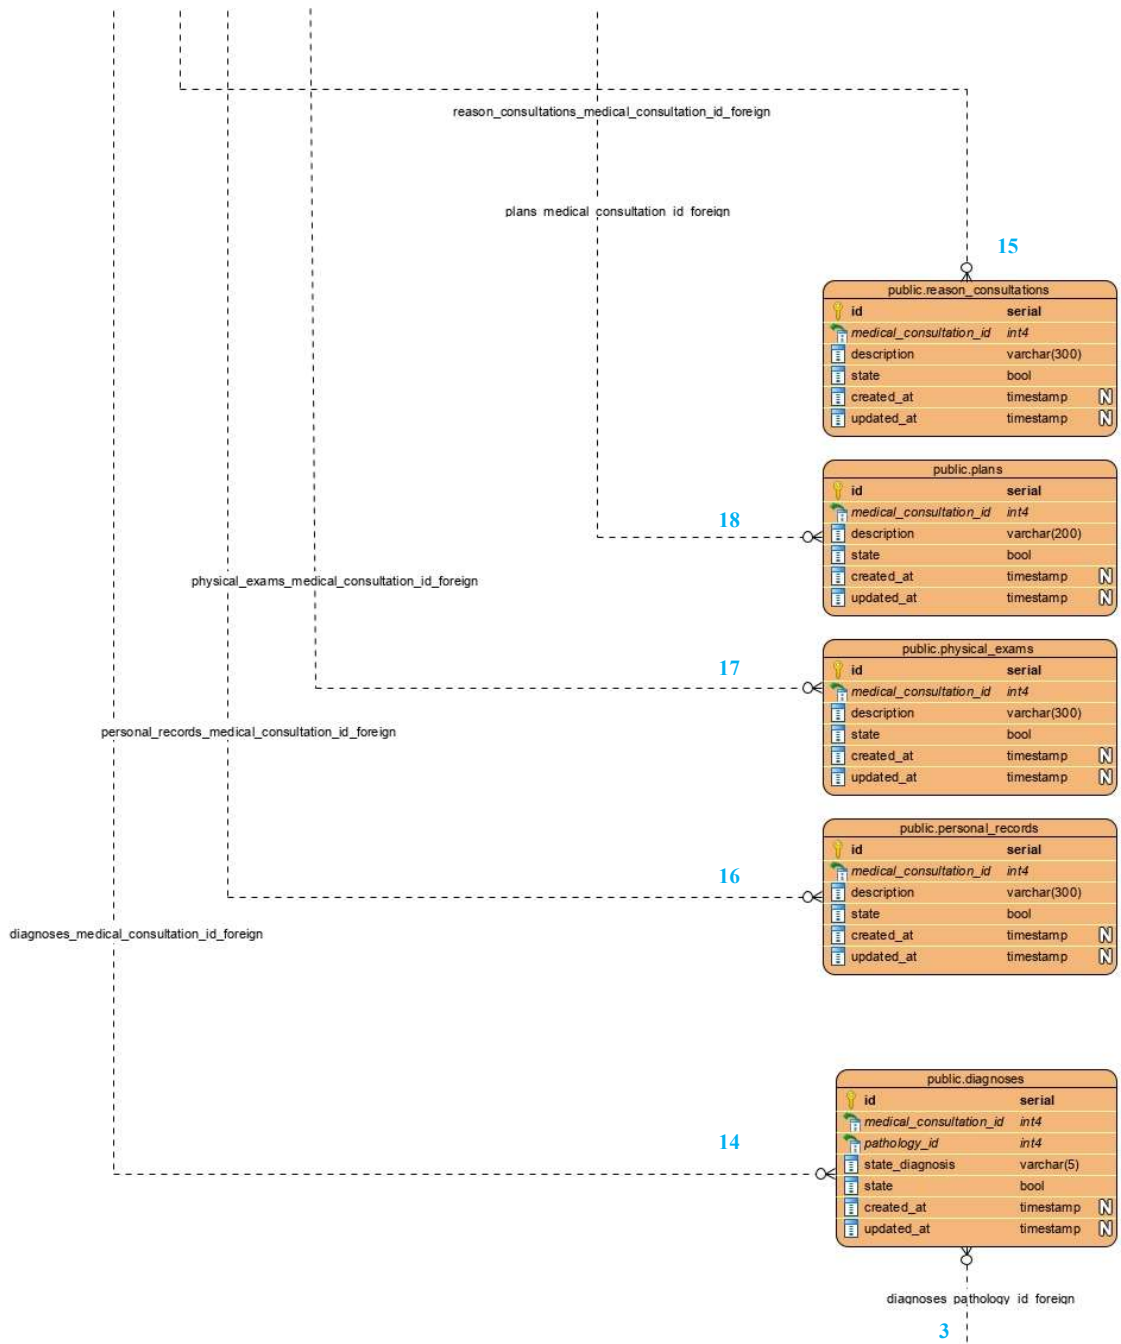 reason_consultations_medical_consultation_id_foreign
plans_medical_consultation_id_foreign
15
public.reason_consultations
id serial
medical_consultation_id int4
description varchar(300)
state bool
created_at timestamp N
updated_at timestamp N
public.plans
id serial
medical_consultation_id int4
18
description varchar(200)
state bool
created_at timestamp N
updated_at timestamp N
physical_exams_medical_consultation_id_foreign
public.physical_exams
17
id serial
medical_consultation_id int4
description varchar(300)
state bool
created_at timestamp N
updated_at timestamp N
personal_records_medical_consultation_id_foreign
public.personal_records
id serial
medical_consultation_id int4
16
description varchar(300)
state bool
created_at timestamp N
updated_at timestamp N
diagnoses_medical_consultation_id_foreign
public.diagnoses
id serial
medical_consultation_id int4
14
pathology_id int4
state_diagnosis varchar(5)
state bool
created_at timestamp N
updated_at timestamp N
diagnoses_pathology_id_foreign
3